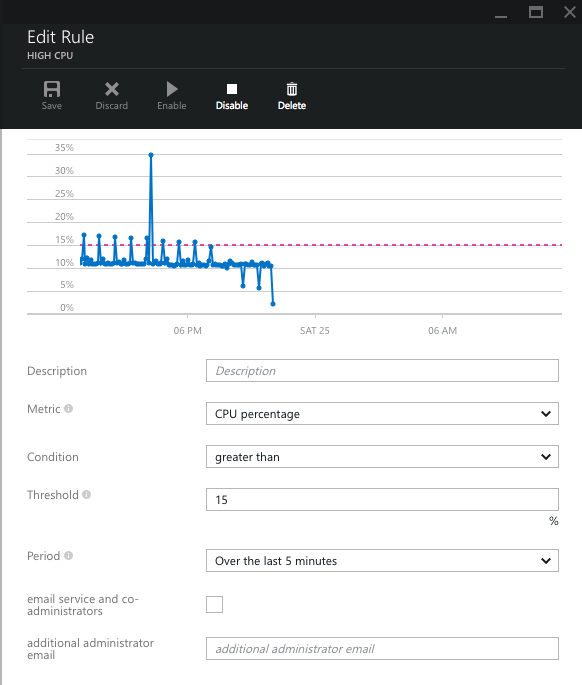 Edit Rule
HIGH CPU
Save Discard Enable Disable Delete
35%
30%
25%
20%
15%
10%
5%
0%
06 PM SAT 25 06 AM
Description Description
Metric CPU percentage
Condition greater than
Threshold 15
%
Period Over the last 5 minutes
email service and co-
administrators
additional administrator
email additional administrator email